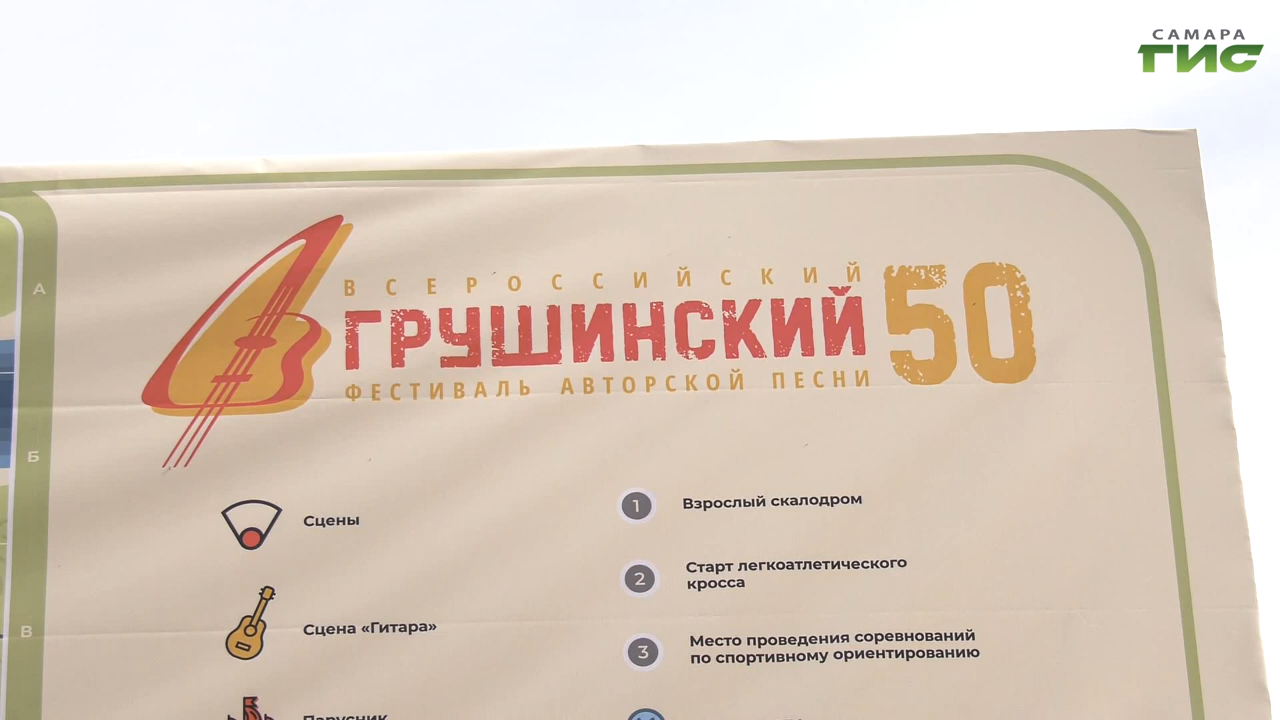 САМАРА
ГИС
ВСЕРОССИЙСКИЙ
ГРУШИНСКИЙ 50
ФЕСТИВАЛЬ АВТОРСКОЙ ПЕСНИ
А
Б
В
Сцены
Сцена «Гитара»
Парусник
1 Взрослый скалодром
2 Старт легкоатлетического
кросса
3 Место проведения соревнований
по спортивному ориентированию